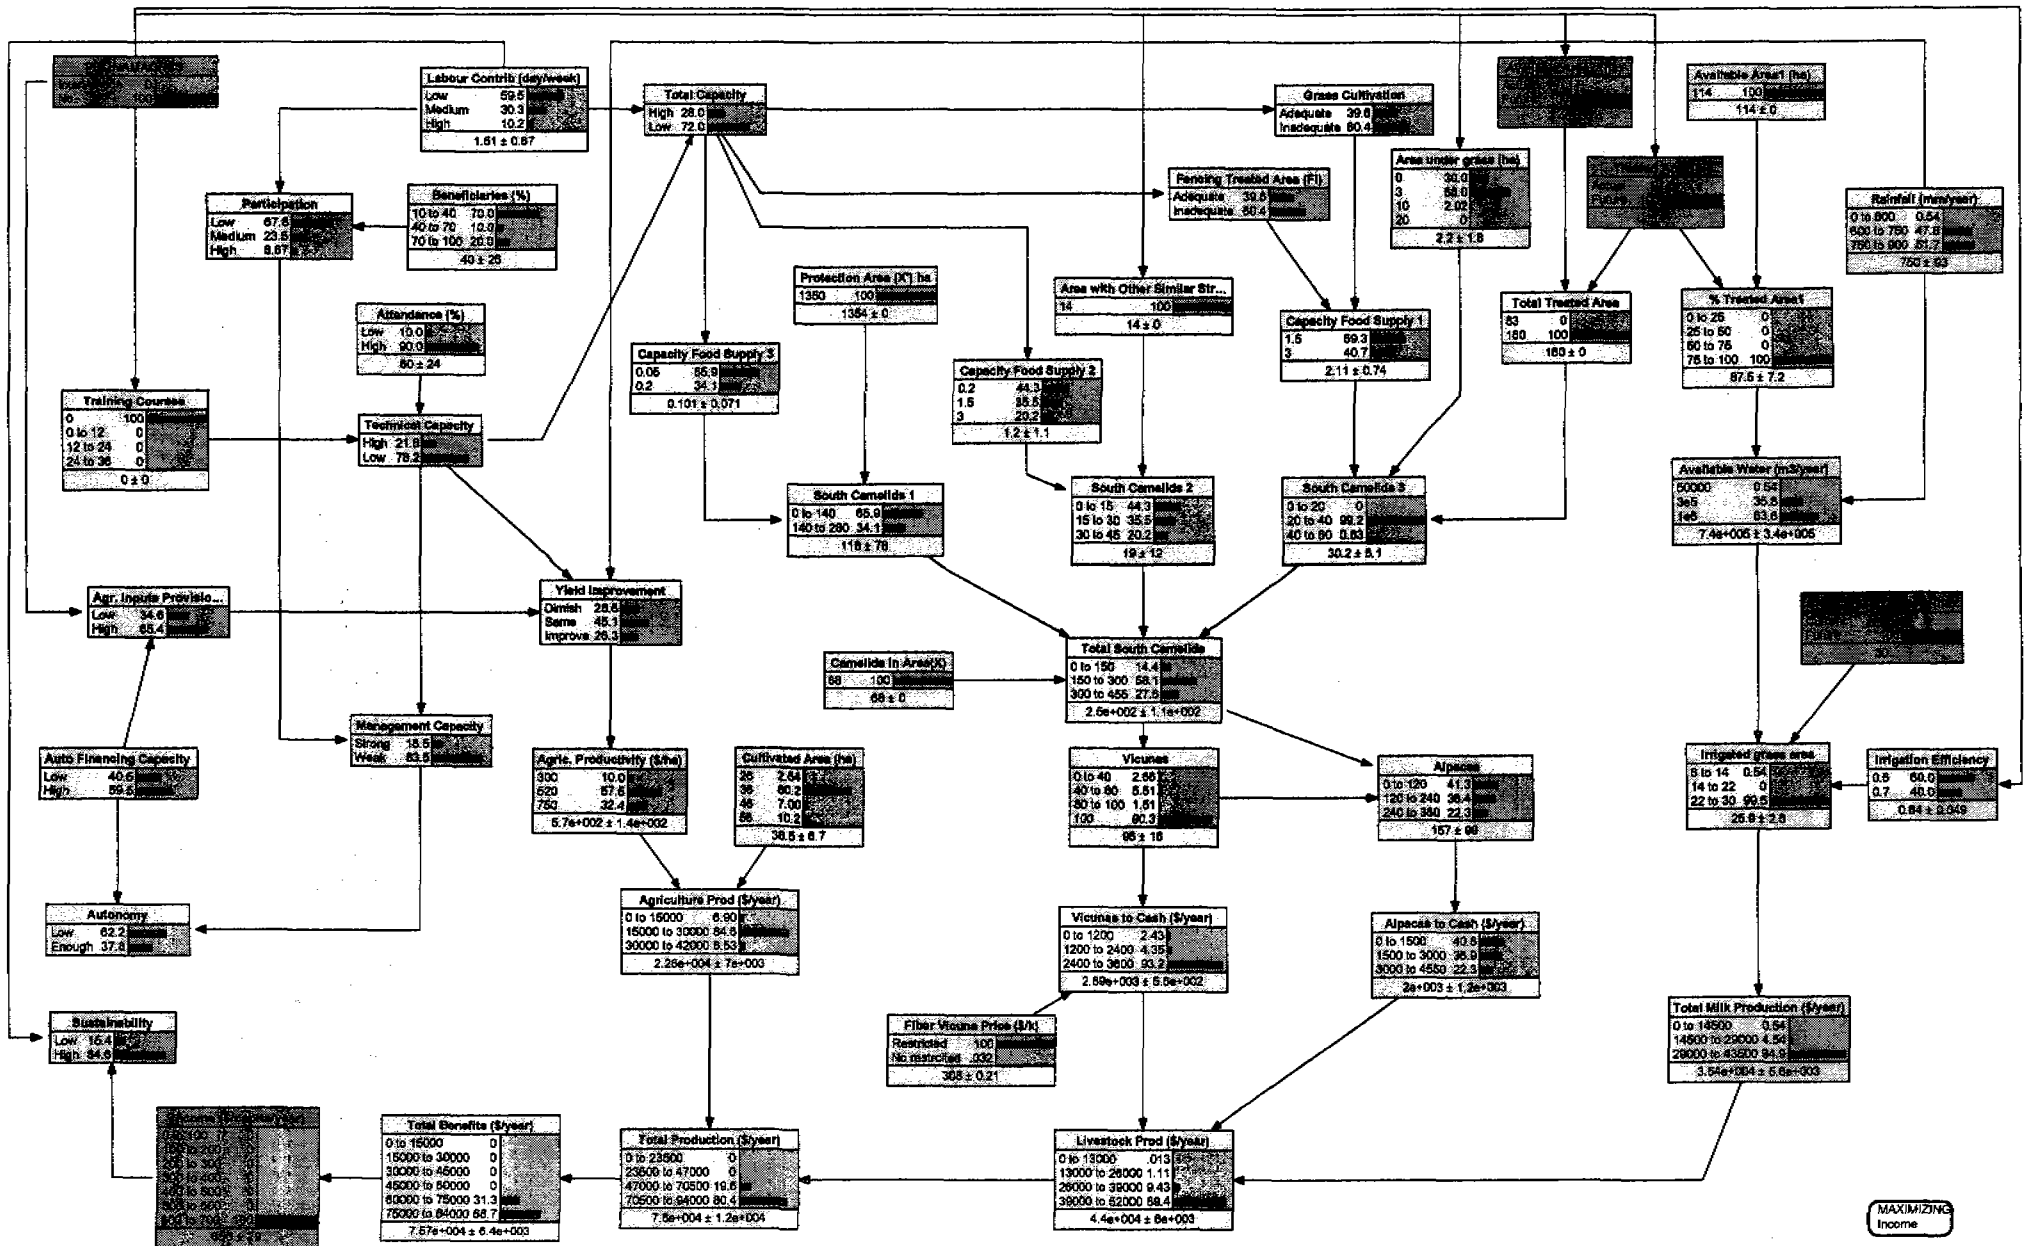 Labour Contrib (day/week)
Low 59.5
Medium 30.3
High 10.2
1.51 ± 0.67
Total Capacity
High 28.0
Low 72.0
Grass Cultivation
Adequate 39.6
Inadequate 60.4
Available Area1 (ha)
114 100
114 ± 0
Participation
Low 67.6
Medium 23.5
High 8.87
Beneficiaries (%)
10 to 40 70.0
40 to 70 10.0
70 to 100 20.0
40 ± 26
Fencing Treated Area (FI)
Adequate 39.6
Inadequate 60.4
Area under grass (ha)
0 30.0
3 68.0
10 2.02
20 0
2.2 ± 1.8
Rainfall (mm/year)
0 to 600 0.54
600 to 750 47.8
750 to 900 51.7
750 ± 93
Protection Area (X') ha
1350 100
1354 ± 0
Area with Other Similar Str...
14 100
14 ± 0
Total Treated Area
83 0
160 100
160 ± 0
% Treated Area1
0 to 25 0
25 to 50 0
50 to 75 0
75 to 100 100
87.5 ± 7.2
Attendance (%)
Low 10.0
High 90.0
80 ± 24
Capacity Food Supply 3
0.05 65.9
0.2 34.1
0.101 ± 0.071
Capacity Food Supply 2
0.2 44.3
1.5 35.5
3 20.2
1.2 ± 1.1
Capacity Food Supply 1
1.5 59.3
3 40.7
2.11 ± 0.74
Training Courses
0 100
0 to 12 0
12 to 24 0
24 to 36 0
0 ± 0
Technical Capacity
High 21.8
Low 78.2
South Camelids 1
0 to 140 65.9
140 to 280 34.1
118 ± 78
South Camelids 2
0 to 15 44.3
15 to 30 35.5
30 to 45 20.2
19 ± 12
South Camelids 3
0 to 20 0
20 to 40 99.2
40 to 60 0.83
30.2 ± 6.1
Available Water (m3/year)
50000 0.54
3e5 35.8
1e6 63.6
7.4e+005 ± 3.4e+005
Agr. Inputs Provisio...
Low 34.6
High 65.4
Yield Improvement
Dimish 28.6
Same 45.1
Improve 26.3
Camelids in Area(X)
68 100
68 ± 0
Total South Camelids
0 to 150 14.4
150 to 300 58.1
300 to 455 27.5
2.5e+002 ± 1.1e+002
Management Capacity
Strong 16.5
Weak 83.5
Auto Financing Capacity
Low 40.5
High 59.5
Agric. Productivity ($/ha)
300 10.0
520 57.6
750 32.4
5.7e+002 ± 1.4e+002
Cultivated Area (ha)
38.5 ± 6.7
Vicunas
0 to 40 2.66
40 to 80 5.51
80 to 100 1.51
100 90.3
95 ± 16
Alpacas
0 to 120 41.3
120 to 240 36.4
240 to 350 22.3
157 ± 99
Irrigated grass area
6 to 14 0.54
14 to 22 0
22 to 30 99.5
25.9 ± 2.6
Irrigation Efficiency
0.6 60.0
0.7 40.0
0.64 ± 0.049
Autonomy
Low 62.2
Enough 37.8
Agriculture Prod ($/year)
0 to 15000 6.90
15000 to 30000 84.6
30000 to 42000 8.53
2.26e+004 ± 7e+003
Vicunas to Cash ($/year)
0 to 1200 2.43
1200 to 2400 4.35
2400 to 3600 93.2
2.89e+003 ± 5.5e+002
Alpacas to Cash ($/year)
0 to 1500 40.8
1500 to 3000 36.9
3000 to 4550 22.3
2e+003 ± 1.2e+003
Sustainability
Low 15.4
High 84.6
Fiber Vicuna Price ($/k)
Restricted 100
No restricted .032
308 ± 0.21
Total Milk Production ($/year)
0 to 14500 0.54
14500 to 29000 4.54
29000 to 43500 94.9
3.54e+004 ± 5.6e+003
Total Benefits ($/year)
0 to 15000 0
15000 to 30000 0
30000 to 45000 0
45000 to 60000 0
60000 to 75000 31.3
75000 to 84000 68.7
7.57e+004 ± 6.4e+003
Total Production ($/year)
0 to 23500 0
23500 to 47000 0
47000 to 70500 19.6
70500 to 94000 80.4
7.6e+004 ± 1.2e+004
Livestock Prod ($/year)
0 to 13000 .013
13000 to 26000 1.11
26000 to 39000 9.43
39000 to 52000 89.4
4.4e+004 ± 6e+003
MAXIMIZING
Income